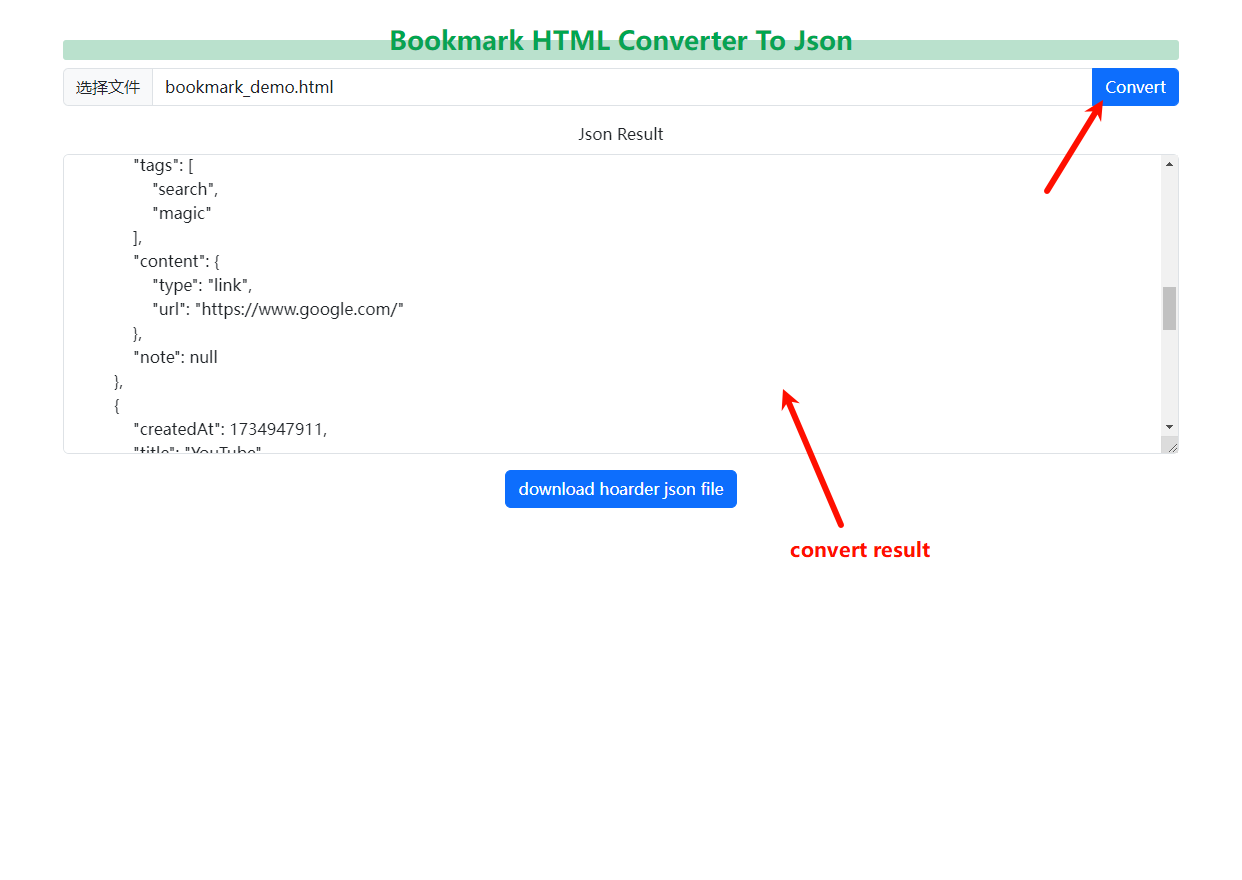 Bookmark HTML Converter To Json
选择文件 bookmark_demo.html Convert
Json Result
"tags": [
"search",
"magic"
],
"content": {
"type": "link",
"url": "https://www.google.com/"
},
"note": null
},
{
"createdAt": 1734947911,
"title": "YouTube"
download hoarder json file
convert result